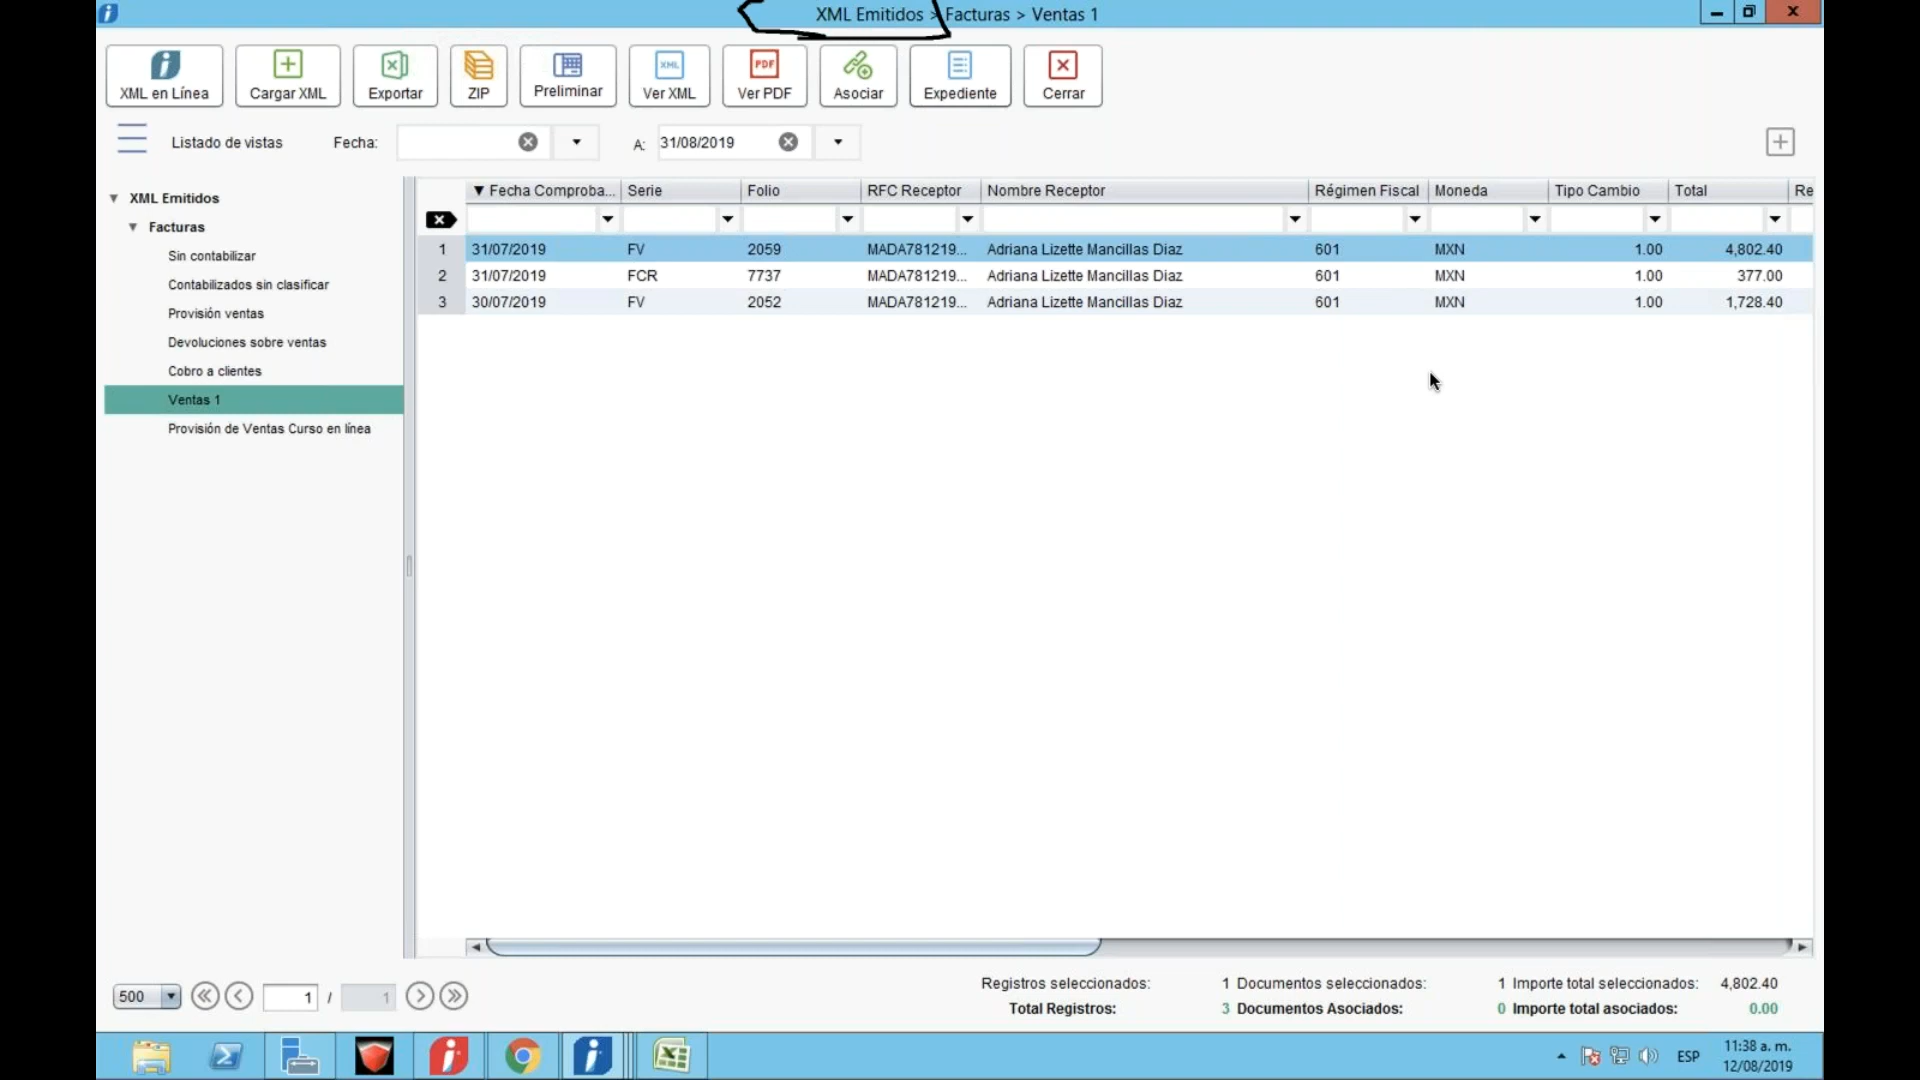 XML Emitidos > Facturas > Ventas 1
XML en Línea Cargar XML Exportar ZIP Preliminar XML Ver XML PDF Ver PDF Asociar Expediente Cerrar
Listado de vistas Fecha: A: 31/08/2019
XML Emitidos
Facturas
Sin contabilizar
Contabilizados sin clasificar
Provisión ventas
Devoluciones sobre ventas
Cobro a clientes
Ventas 1
Provisión de Ventas Curso en línea
Fecha Comproba... Serie Folio RFC Receptor Nombre Receptor Régimen Fiscal Moneda Tipo Cambio Total Re
1 31/07/2019 FV 2059 MADA781219... Adriana Lizette Mancillas Diaz 601 MXN 1.00 4,802.40
2 31/07/2019 FCR 7737 MADA781219... Adriana Lizette Mancillas Diaz 601 MXN 1.00 377.00
3 30/07/2019 FV 2052 MADA781219... Adriana Lizette Mancillas Diaz 601 MXN 1.00 1,728.40
500 1 / 1
Registros seleccionados: 1 Documentos seleccionados: 1 Importe total seleccionados: 4,802.40
Total Registros: 3 Documentos Asociados: 0 Importe total asociados: 0.00
ESP 11:38 a. m.
12/08/2019